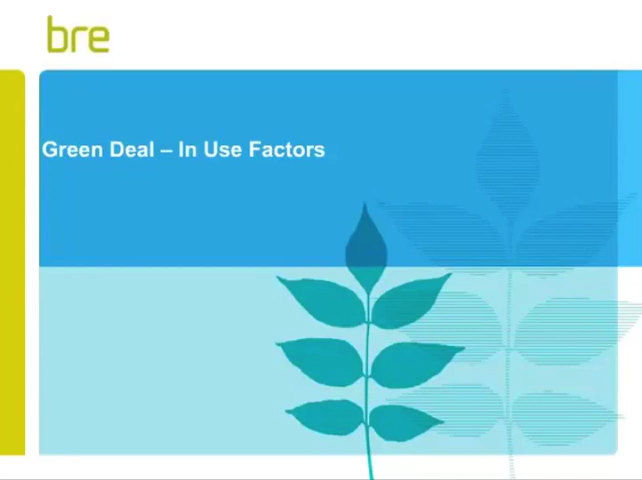 bre
Green Deal – In Use Factors